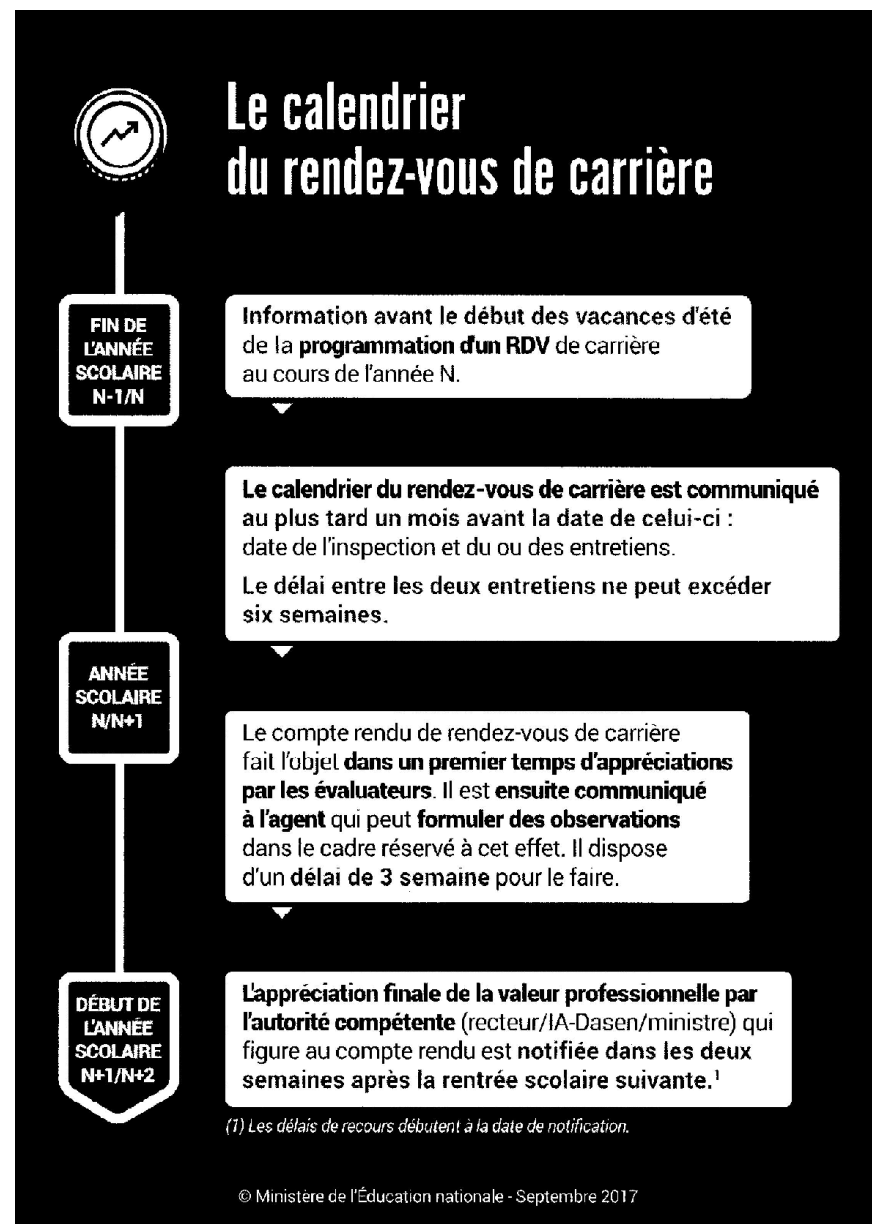 Le calendrier
du rendez-vous de carrière
FIN DE
L'ANNÉE
SCOLAIRE
N-1/N
Information avant le début des vacances d'été
de la programmation d'un RDV de carrière
au cours de l'année N.
Le calendrier du rendez-vous de carrière est communiqué
au plus tard un mois avant la date de celui-ci :
date de l'inspection et du ou des entretiens.
Le délai entre les deux entretiens ne peut excéder
six semaines.
ANNÉE
SCOLAIRE
N/N+1
Le compte rendu de rendez-vous de carrière
fait l'objet dans un premier temps d'appréciations
par les évaluateurs. Il est ensuite communiqué
à l'agent qui peut formuler des observations
dans le cadre réservé à cet effet. Il dispose
d'un délai de 3 semaine pour le faire.
DÉBUT DE
L'ANNÉE
SCOLAIRE
N+1/N+2
L'appréciation finale de la valeur professionnelle par
l'autorité compétente (recteur/IA-Dasen/ministre) qui
figure au compte rendu est notifiée dans les deux
semaines après la rentrée scolaire suivante.¹
(1) Les délais de recours débutent à la date de notification.
© Ministère de l'Éducation nationale - Septembre 2017